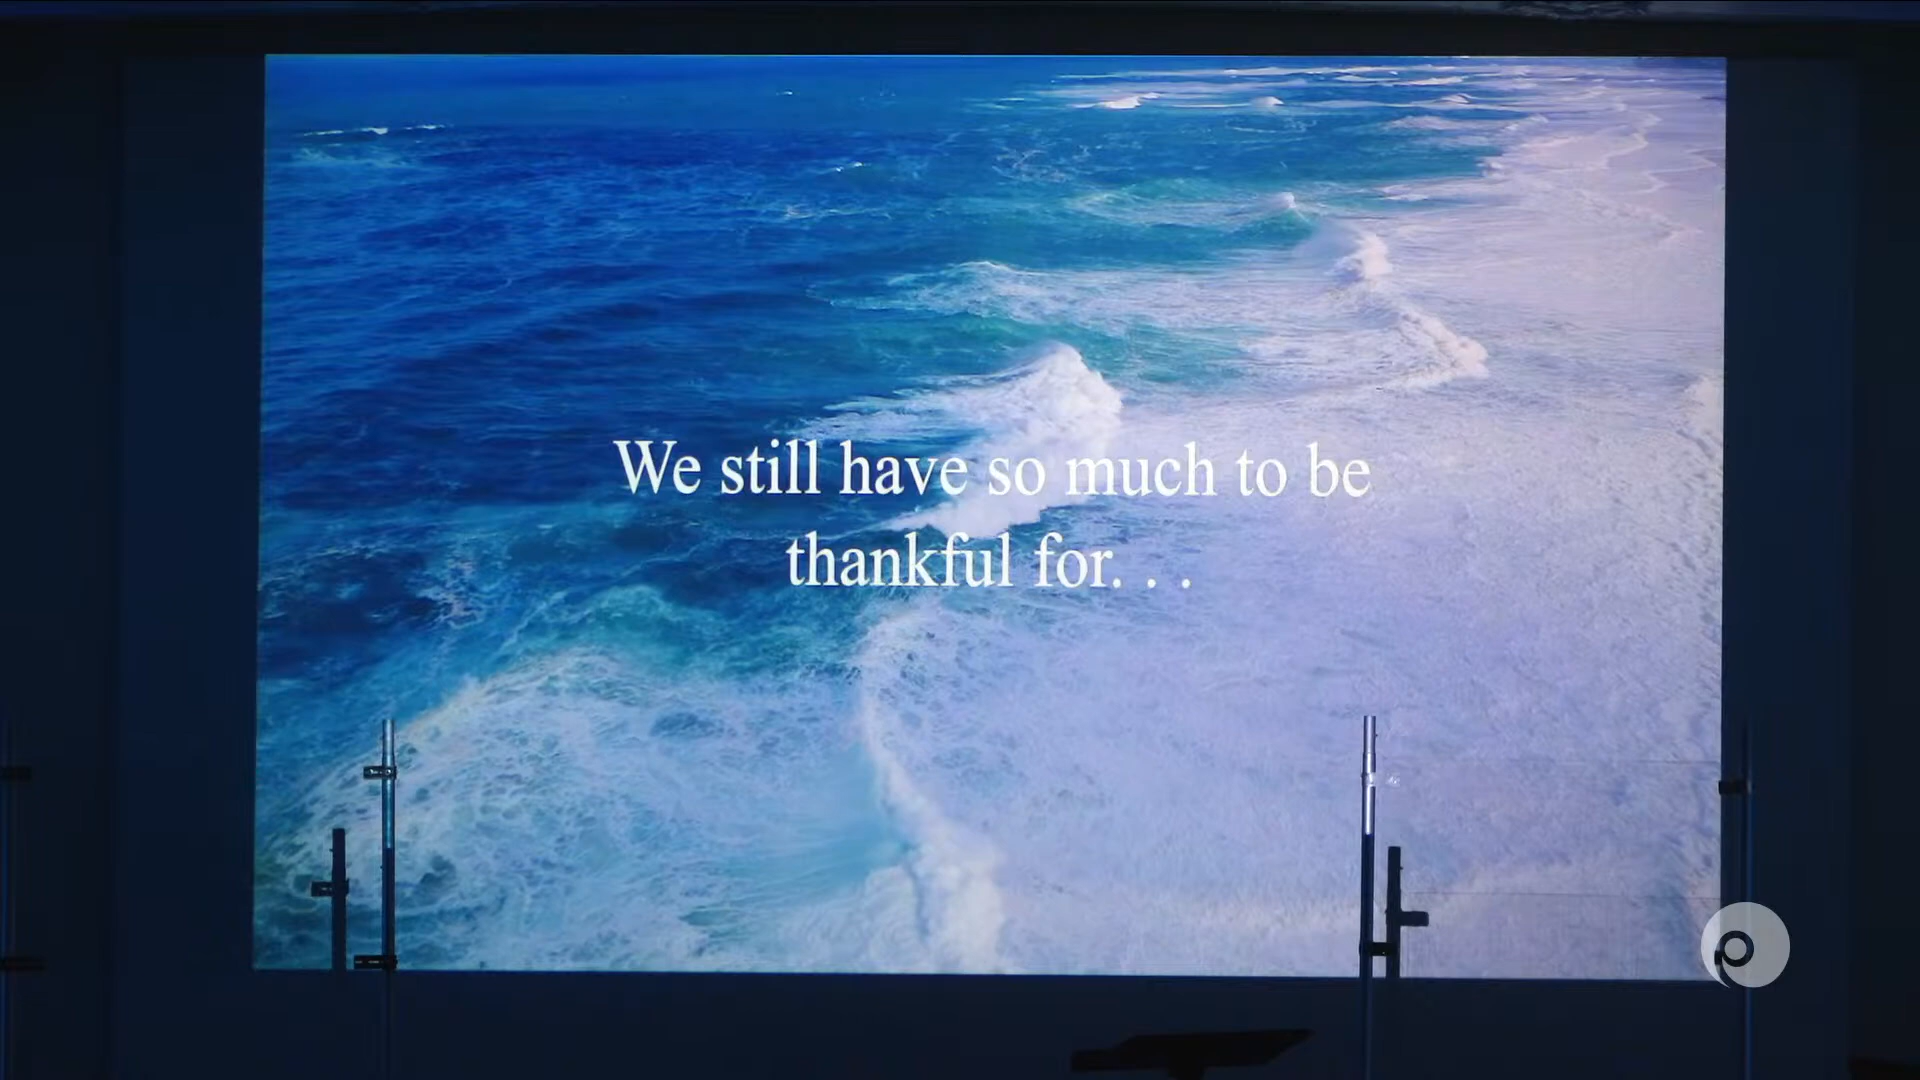 We still have so much to be
thankful for. . .